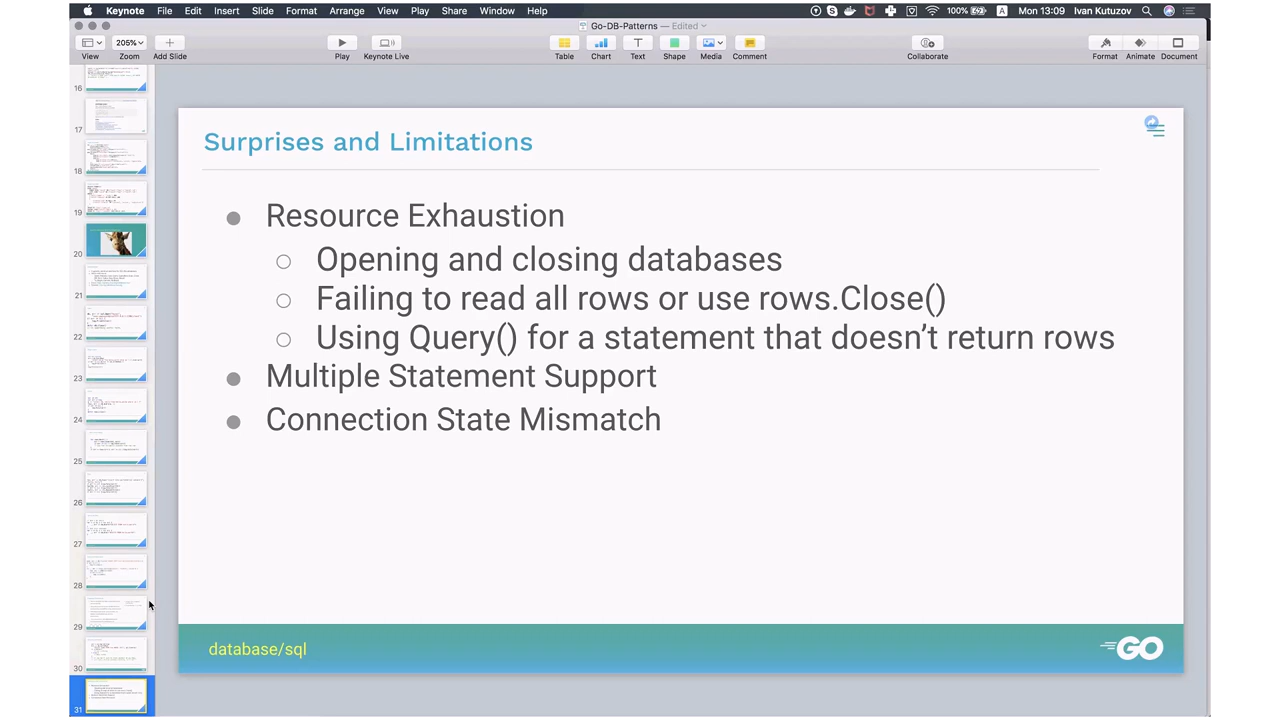 Keynote File Edit Insert Slide Format Arrange View Play Share Window Help 100% A Mon 13:09 Ivan Kutuzov
Go-DB-Patterns — Edited
205%
View Zoom Add Slide Play Keynote Live Table Chart Text Shape Media Comment Collaborate Format Animate Document
16
17
18
19
20
21
22
23
24
25
26
27
28
29
30
31
Surprises and Limitations
Resource Exhaustion
Opening and closing databases
Failing to read all rows or use rows.Close()
Using Query() for a statement that doesn’t return rows
Multiple Statement Support
Connection State Mismatch
database/sql
GO